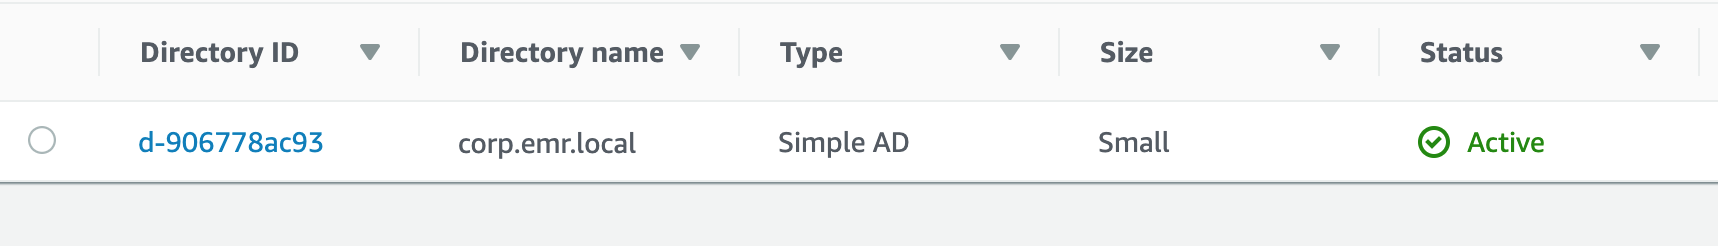 Directory ID Directory name Type Size Status
d-906778ac93 corp.emr.local Simple AD Small Active